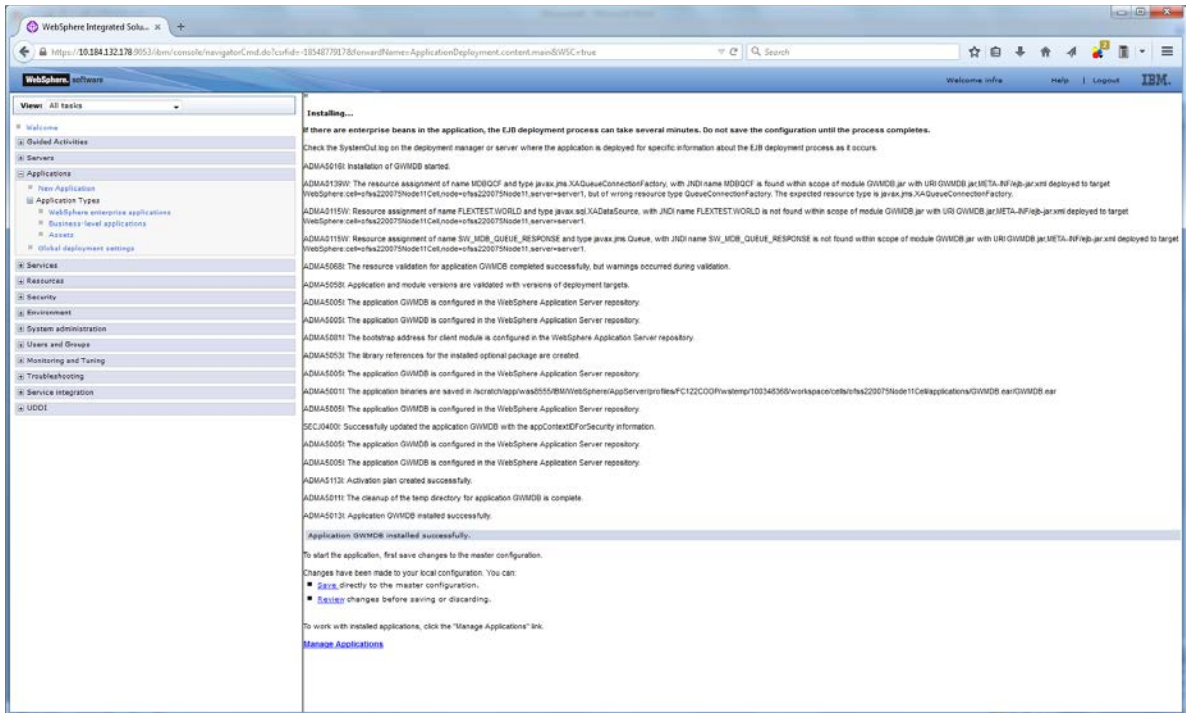 WebSphere Integrated Solu...
https://10.184.132.178:9053/ibm/console/navigatorCmd.do?csrfid=-1854877917&forwardName=ApplicationDeployment.content.main&WSC=true
Search
2
WebSphere. software
Welcome infra
Help | Logout
IBM.
View: All tasks
Welcome
Guided Activities
Servers
Applications
New Application
Application Types
WebSphere enterprise applications
Business-level applications
Assets
Global deployment settings
Services
Resources
Security
Environment
System administration
Users and Groups
Monitoring and Tuning
Troubleshooting
Service integration
UDDI
Installing...
If there are enterprise beans in the application, the EJB deployment process can take several minutes. Do not save the configuration until the process completes.
Check the SystemOut log on the deployment manager or server where the application is deployed for specific information about the EJB deployment process as it occurs.
ADMA5016I: Installation of GWMDB started.
ADMA0139W: The resource assignment of name MDBQCF and type javax.jms.XAQueueConnectionFactory, with JNDI name MDBQCF is found within scope of module GWMDB.jar with URI GWMDB.jar,META-INF/ejb-jar.xml deployed to target
WebSphere:cell=ofss220075Node11Cell,node=ofss220075Node11,server=server1, but of wrong resource type QueueConnectionFactory. The expected resource type is javax.jms.XAQueueConnectionFactory.
ADMA0115W: Resource assignment of name FLEXTEST.WORLD and type javax.sql.XADataSource, with JNDI name FLEXTEST.WORLD is not found within scope of module GWMDB.jar with URI GWMDB.jar,META-INF/ejb-jar.xml deployed to target
WebSphere:cell=ofss220075Node11Cell,node=ofss220075Node11,server=server1.
ADMA0115W: Resource assignment of name SW_MDB_QUEUE_RESPONSE and type javax.jms.Queue, with JNDI name SW_MDB_QUEUE_RESPONSE is not found within scope of module GWMDB.jar with URI GWMDB.jar,META-INF/ejb-jar.xml deployed to target
WebSphere:cell=ofss220075Node11Cell,node=ofss220075Node11,server=server1.
ADMA5068I: The resource validation for application GWMDB completed successfully, but warnings occurred during validation.
ADMA5058I: Application and module versions are validated with versions of deployment targets.
ADMA5005I: The application GWMDB is configured in the WebSphere Application Server repository.
ADMA5005I: The application GWMDB is configured in the WebSphere Application Server repository.
ADMA5081I: The bootstrap address for client module is configured in the WebSphere Application Server repository.
ADMA5053I: The library references for the installed optional package are created.
ADMA5005I: The application GWMDB is configured in the WebSphere Application Server repository.
ADMA5001I: The application binaries are saved in /scratch/app/was8555/IBM/WebSphere/AppServer/profiles/FC122COOP/wstemp/100348368/workspace/cells/ofss220075Node11Cell/applications/GWMDB.ear/GWMDB.ear
ADMA5005I: The application GWMDB is configured in the WebSphere Application Server repository.
SECJ0400I: Successfully updated the application GWMDB with the appContextIDForSecurity information.
ADMA5005I: The application GWMDB is configured in the WebSphere Application Server repository.
ADMA5005I: The application GWMDB is configured in the WebSphere Application Server repository.
ADMA5113I: Activation plan created successfully.
ADMA5011I: The cleanup of the temp directory for application GWMDB is complete.
ADMA5013I: Application GWMDB installed successfully.
Application GWMDB installed successfully.
To start the application, first save changes to the master configuration.
Changes have been made to your local configuration. You can:
Save directly to the master configuration.
Review changes before saving or discarding.
To work with installed applications, click the "Manage Applications" link.
Manage Applications